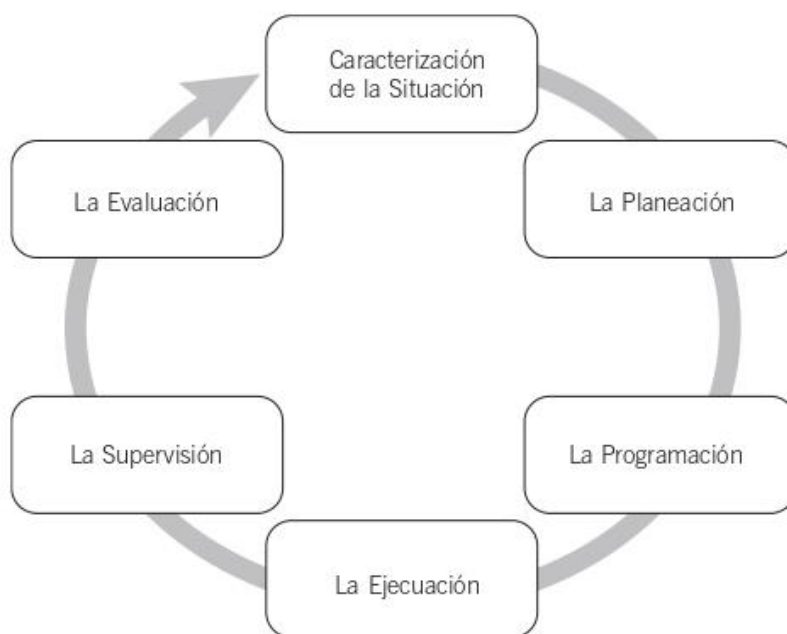 Caracterización
de la Situación
La Planeación
La Programación
La Ejecuación
La Supervisión
La Evaluación